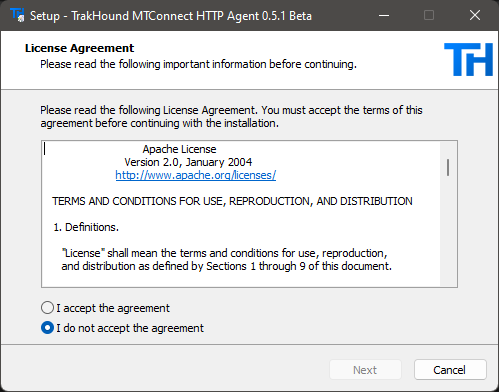 Setup - TrakHound MTConnect HTTP Agent 0.5.1 Beta
License Agreement
Please read the following important information before continuing.
TH
Please read the following License Agreement. You must accept the terms of this
agreement before continuing with the installation.
Apache License
Version 2.0, January 2004
http://www.apache.org/licenses/
TERMS AND CONDITIONS FOR USE, REPRODUCTION, AND DISTRIBUTION
1. Definitions.
"License" shall mean the terms and conditions for use, reproduction,
and distribution as defined by Sections 1 through 9 of this document.
I accept the agreement
I do not accept the agreement
Next
Cancel